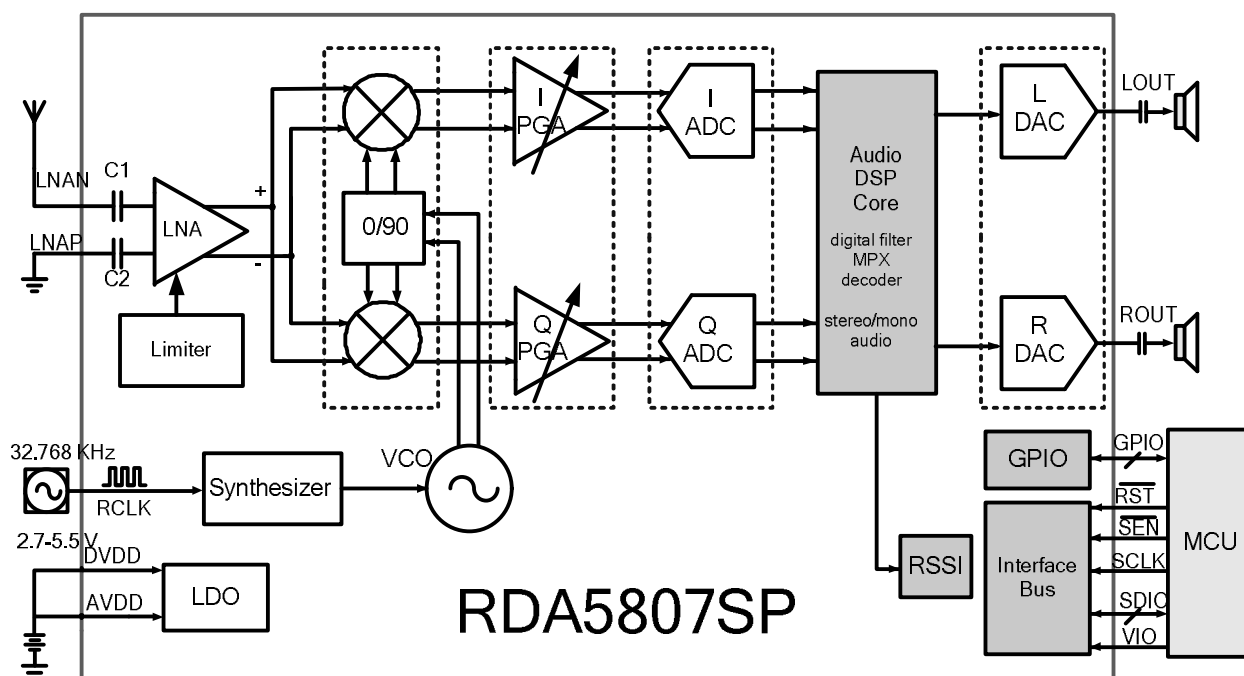 LNAN
C1
LNAP
C2
LNA
+
-
Limiter
0/90
I
PGA
I
ADC
Q
PGA
Q
ADC
Audio
DSP
Core
digital filter
MPX
decoder
stereo/mono
audio
L
DAC
LOUT
R
DAC
ROUT
32.768 KHz
RCLK
Synthesizer
VCO
2.7-5.5 V
DVDD
AVDD
LDO
RDA5807SP
RSSI
GPIO
Interface
Bus
GPIO
RST
SEN
SCLK
SDIO
VIO
MCU